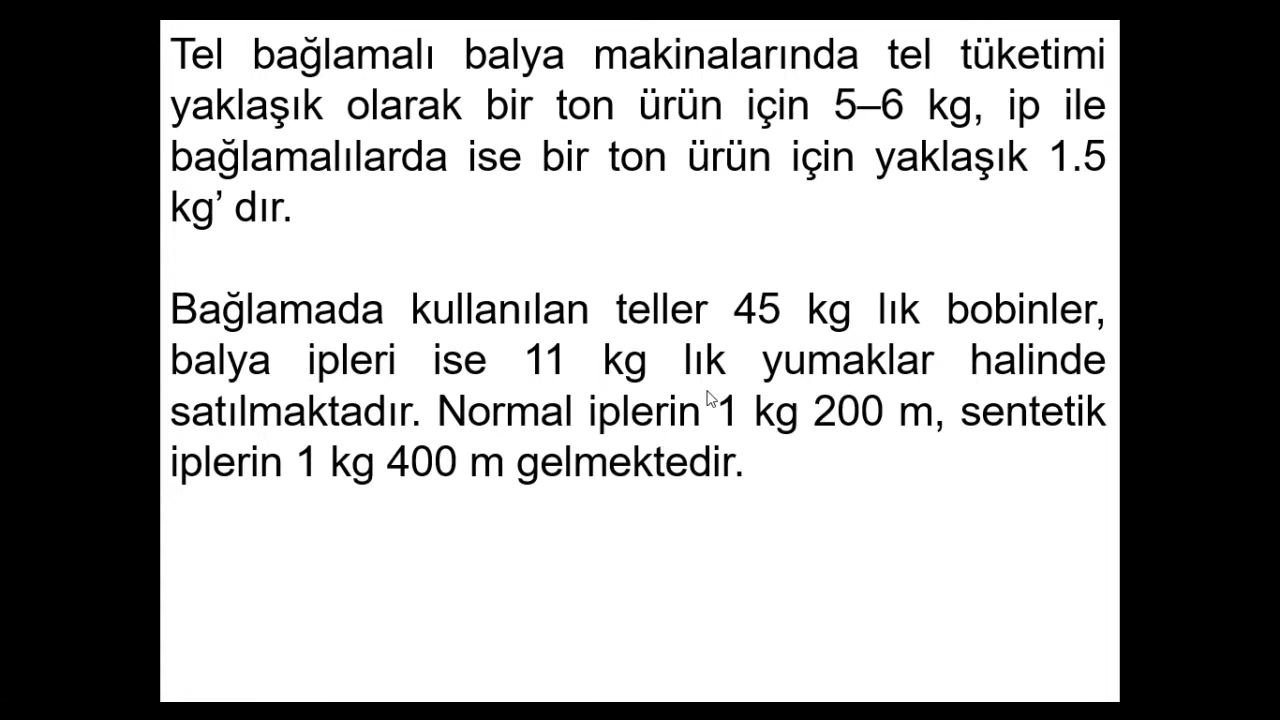 Tel bağlamalı balya makinalarında tel tüketimi
yaklaşık olarak bir ton ürün için 5–6 kg, ip ile
bağlamalılarda ise bir ton ürün için yaklaşık 1.5
kg’ dır.
Bağlamada kullanılan teller 45 kg lık bobinler,
balya ipleri ise 11 kg lık yumaklar halinde
satılmaktadır. Normal iplerin 1 kg 200 m, sentetik
iplerin 1 kg 400 m gelmektedir.